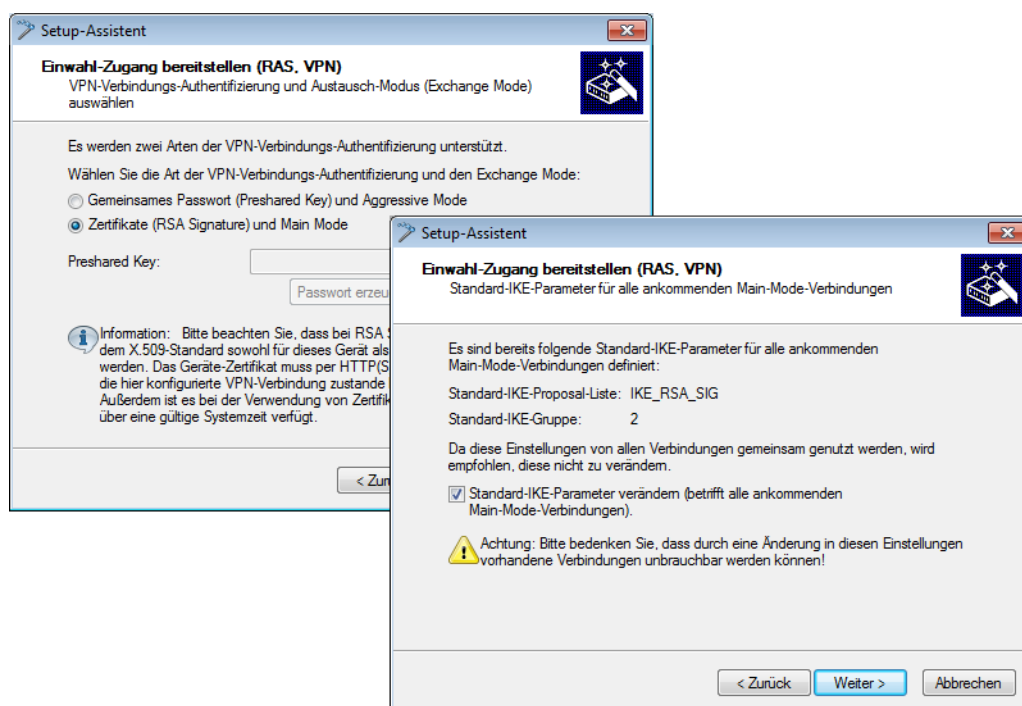 Setup-Assistent
Einwahl-Zugang bereitstellen (RAS, VPN)
VPN-Verbindungs-Authentifizierung und Austausch-Modus (Exchange Mode)
auswählen
Es werden zwei Arten der VPN-Verbindungs-Authentifizierung unterstützt.
Wählen Sie die Art der VPN-Verbindungs-Authentifizierung und den Exchange Mode:
Gemeinsames Passwort (Preshared Key) und Aggressive Mode
Zertifikate (RSA Signature) und Main Mode
Preshared Key:
Passwort erzeu
Information: Bitte beachten Sie, dass bei RSA
dem X.509-Standard sowohl für dieses Gerät als
werden. Das Geräte-Zertifikat muss per HTTP(S
die hier konfigurierte VPN-Verbindung zustande
Außerdem ist es bei der Verwendung von Zertifik
über eine gültige Systemzeit verfügt.
< Zur
Setup-Assistent
Einwahl-Zugang bereitstellen (RAS, VPN)
Standard-IKE-Parameter für alle ankommenden Main-Mode-Verbindungen
Es sind bereits folgende Standard-IKE-Parameter für alle ankommenden
Main-Mode-Verbindungen definiert:
Standard-IKE-Proposal-Liste: IKE_RSA_SIG
Standard-IKE-Gruppe: 2
Da diese Einstellungen von allen Verbindungen gemeinsam genutzt werden, wird
empfohlen, diese nicht zu verändern.
Standard-IKE-Parameter verändern (betrifft alle ankommenden
Main-Mode-Verbindungen).
Achtung: Bitte bedenken Sie, dass durch eine Änderung in diesen Einstellungen
vorhandene Verbindungen unbrauchbar werden können!
< Zurück
Weiter >
Abbrechen